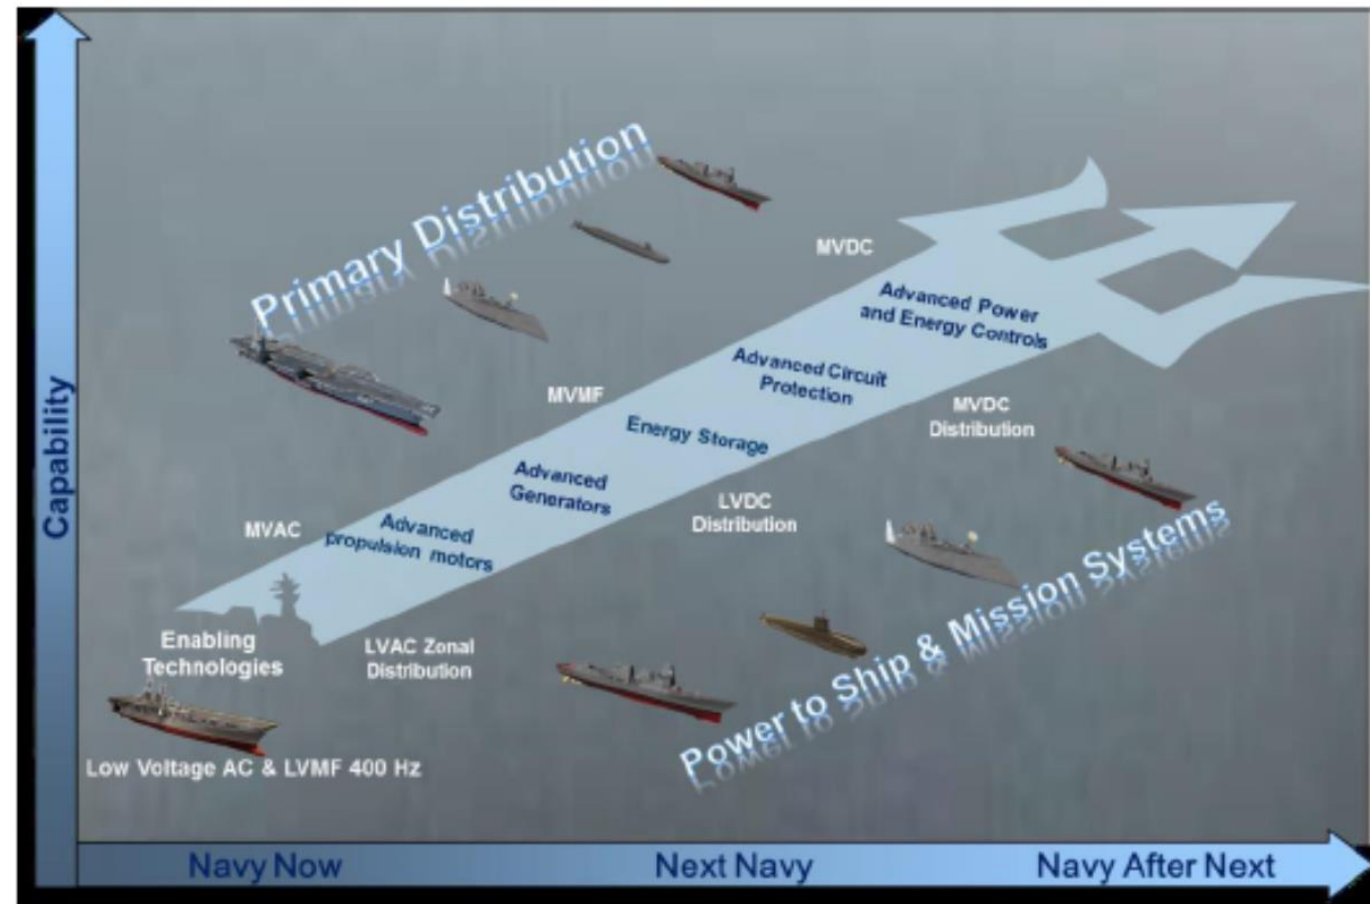 Capability
Primary Distribution
MVDC
MVMF
MVAC
Advanced Power
and Energy Controls
Advanced Circuit
Protection
Energy Storage
Advanced
Generators
Advanced
propulsion motors
MVDC
Distribution
LVDC
Distribution
LVAC Zonal
Distribution
Enabling
Technologies
Low Voltage AC & LVMF 400 Hz
Power to Ship & Mission Systems
Navy Now
Next Navy
Navy After Next